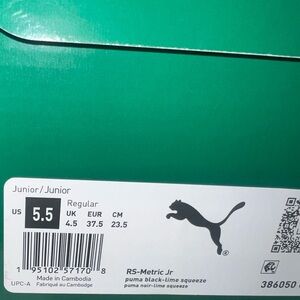 Junior/Junior
Regular
US 5.5 UK EUR CM
4.5 37.5 23.5
1 95102 57170 8
Made in Cambodia
UPC-A Fabriqué au Cambodge
RS-Metric Jr
puma black-lime squeeze
puma noir-lime squeeze
386050